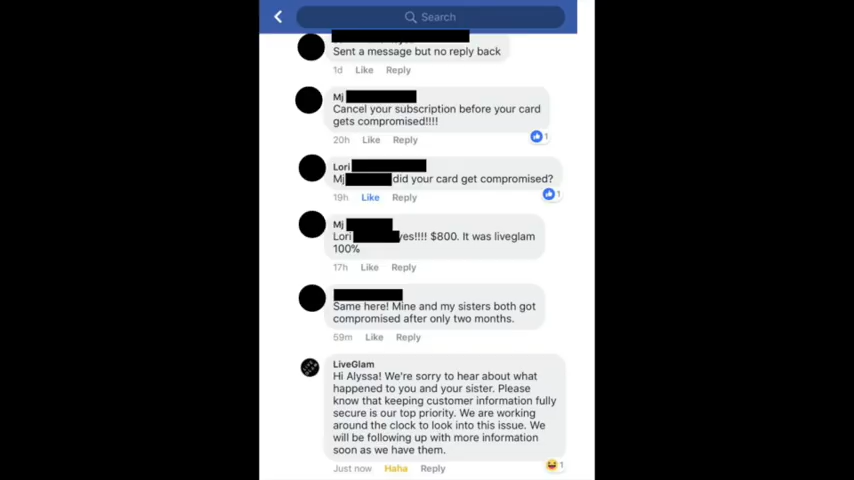 Search
Sent a message but no reply back
1d Like Reply
Mj
Cancel your subscription before your card
gets compromised!!!!
20h Like Reply
1
Lori
Mj did your card get compromised?
19h Like Reply
1
Mj
Lori yes!!!! $800. It was liveglam
100%
17h Like Reply
Same here! Mine and my sisters both got
compromised after only two months.
59m Like Reply
LiveGlam
Hi Alyssa! We're sorry to hear about what
happened to you and your sister. Please
know that keeping customer information fully
secure is our top priority. We are working
around the clock to look into this issue. We
will be following up with more information
soon as we have them.
Just now Haha Reply
1